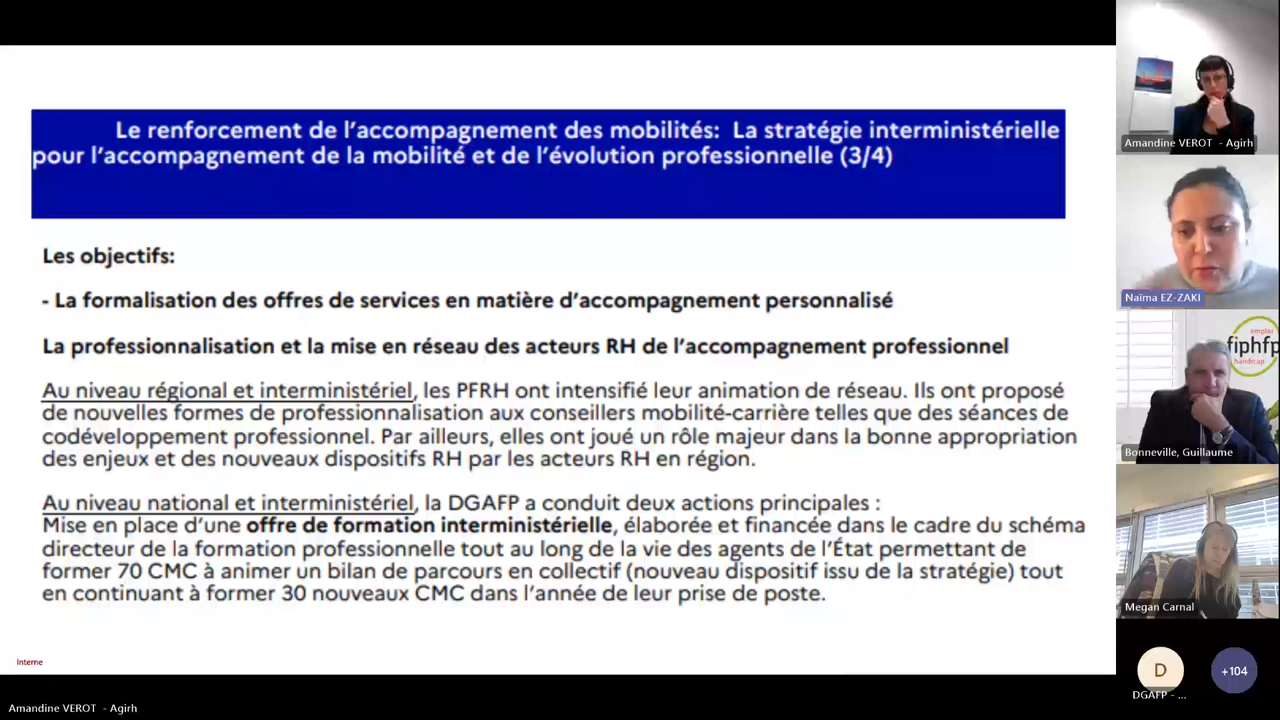 Le renforcement de l'accompagnement des mobilités: La stratégie interministérielle
pour l'accompagnement de la mobilité et de l'évolution professionnelle (3/4)
Les objectifs:
- La formalisation des offres de services en matière d'accompagnement personnalisé
La professionnalisation et la mise en réseau des acteurs RH de l'accompagnement professionnel
Au niveau régional et interministériel, les PFRH ont intensifié leur animation de réseau. Ils ont proposé
de nouvelles formes de professionnalisation aux conseillers mobilité-carrière telles que des séances de
codéveloppement professionnel. Par ailleurs, elles ont joué un rôle majeur dans la bonne appropriation
des enjeux et des nouveaux dispositifs RH par les acteurs RH en région.
Au niveau national et interministériel, la DGAFP a conduit deux actions principales :
Mise en place d'une offre de formation interministérielle, élaborée et financée dans le cadre du schéma
directeur de la formation professionnelle tout au long de la vie des agents de l'État permettant de
former 70 CMC à animer un bilan de parcours en collectif (nouveau dispositif issu de la stratégie) tout
en continuant à former 30 nouveaux CMC dans l'année de leur prise de poste.
Interne
Amandine VEROT - Agirh
Amandine VEROT - Agirh
Naïma EZ-ZAKI
emploi
fiphfp
handicap
Bonneville, Guillaume
Megan Carnal
D
DGAFP - ...
+104